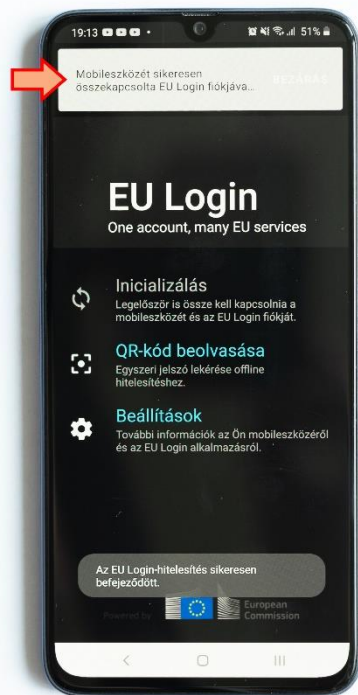 19:13
51%
Mobileszközét sikeresen
összekapcsolta EU Login fiókjáva...
BEZÁRÁS
EU Login
One account, many EU services
Inicializálás
Legelőször is össze kell kapcsolnia a
mobileszközét és az EU Login fiókját.
QR-kód beolvasása
Egyszeri jelszó lekérése offline
hitelesítéshez.
Beállítások
További információk az Ön mobileszközéről
és az EU Login alkalmazásról.
Az EU Login-hitelesítés sikeresen
befejeződött.
Powered by
European
Commission